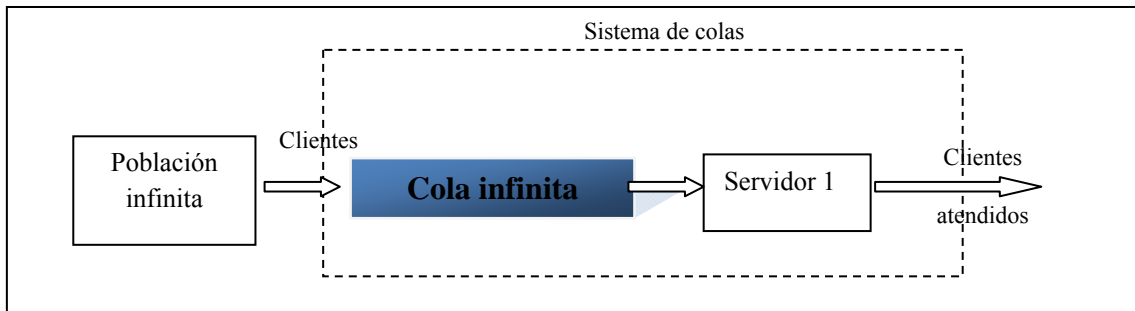 Sistema de colas
Población
infinita
Clientes
Cola infinita
Servidor 1
Clientes
atendidos